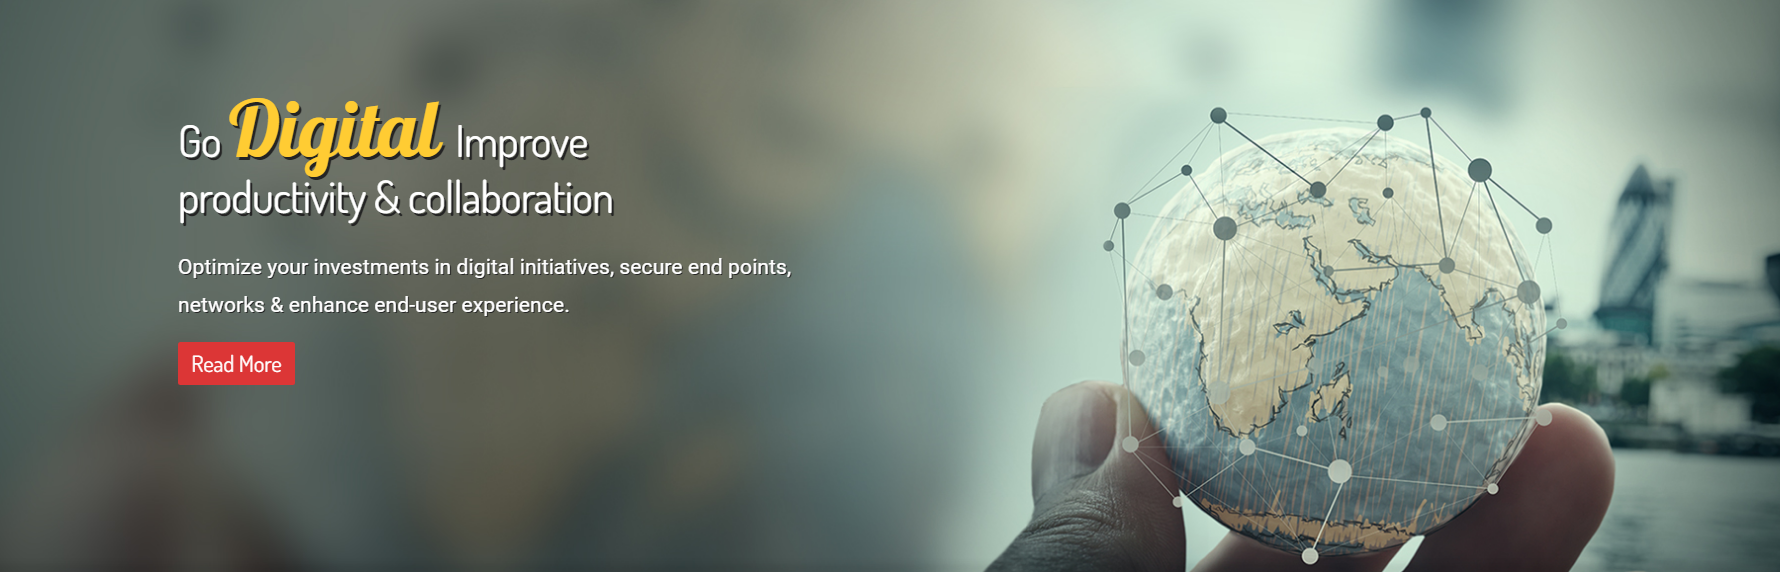 Go Digital Improve
productivity & collaboration
Optimize your investments in digital initiatives, secure end points,
networks & enhance end-user experience.
Read More